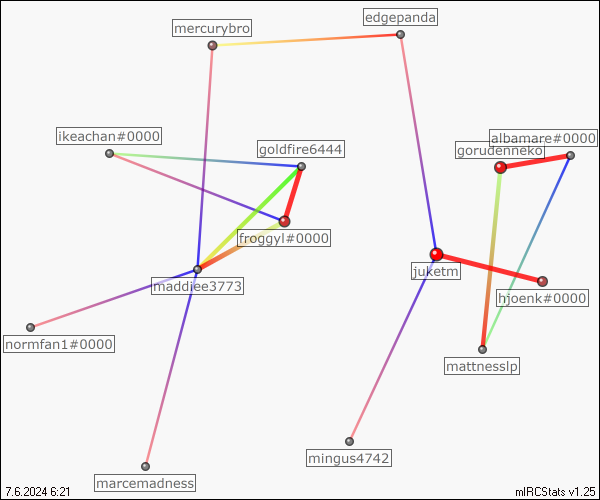 edgepanda
mercurybro
ikeachan#0000
albamare#0000
goldfire6444
gorudenneko
froggyl#0000
juketm
maddiee3773
hjoenk#0000
normfan1#0000
mattnesslp
mingus4742
marcemadness
7.6.2024 6:21
mIRCStats v1.25